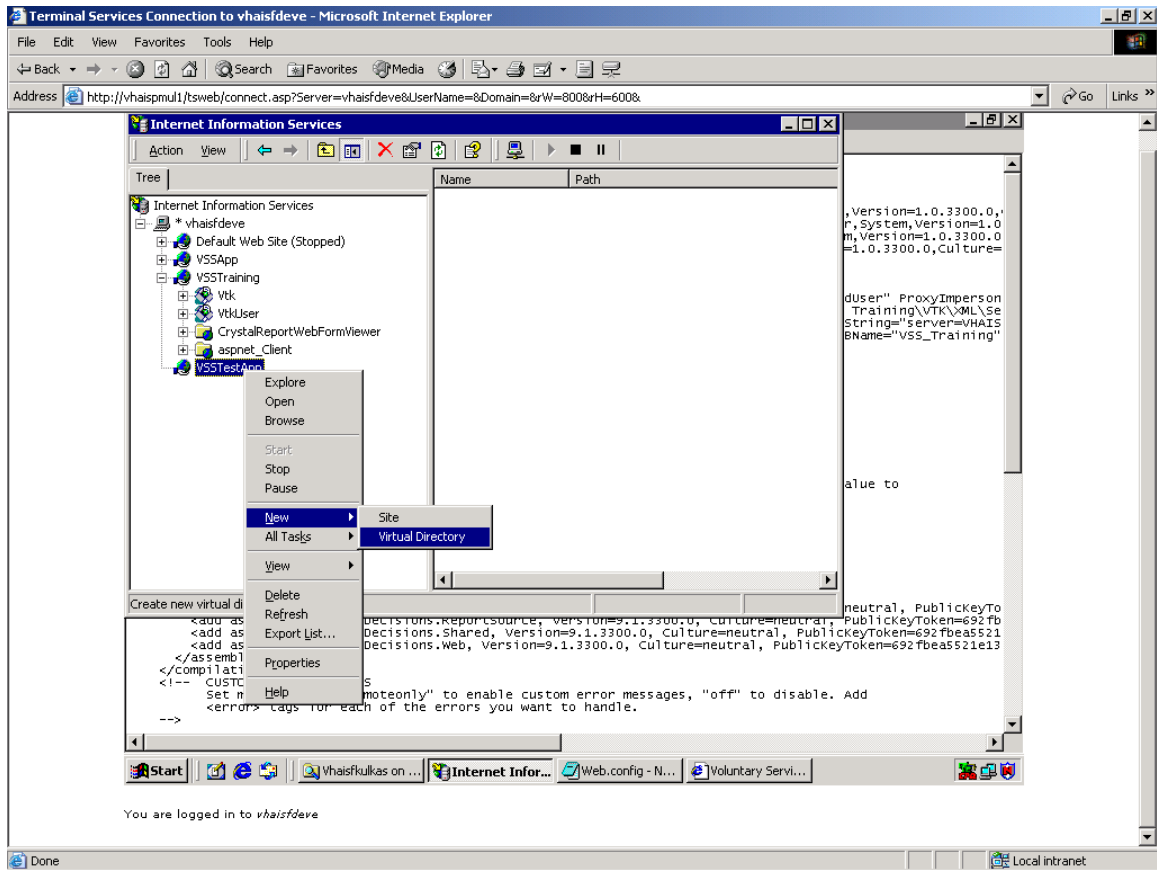 Terminal Services Connection to vhaisfdeve - Microsoft Internet Explorer
File Edit View Favorites Tools Help
Back Search Favorites Media
Address http://vhaispmul1/tsweb/connect.asp?Server=vhaisfdeve&UserName=&Domain=&rW=800&rH=600& Go Links »
Internet Information Services
Action View
Tree
Name Path
Internet Information Services
* vhaisfdeve
Default Web Site (Stopped)
VSSApp
VSSTraining
Vtk
VtkUser
CrystalReportWebFormViewer
aspnet_Client
VSSTestApp
,Version=1.0.3300.0,
r,System,Version=1.0
m,Version=1.0.3300.0
=1.0.3300.0,Culture=
dUser" ProxyImperson
Training\VTK\XML\Se
String="server=VHAIS
BName="VSS_Training"
Explore
Open
Browse
Start
Stop
Pause
alue to
New Site
All Tasks Virtual Directory
View
Delete
Refresh
Export List...
Properties
Help
Create new virtual di
neutral, PublicKeyTo
<add as Decisions.ReportSource, Version=9.1.3300.0, Culture=neutral, PublicKeyToken=692fb
<add as Decisions.Shared, Version=9.1.3300.0, Culture=neutral, PublicKeyToken=692fbea5521
<add as Decisions.Web, Version=9.1.3300.0, Culture=neutral, PublicKeyToken=692fbea5521e13
</assembl
</compilati
<!-- CUSTO S
Set m moteonly" to enable custom error messages, "off" to disable. Add
<error> tags for each of the errors you want to handle.
-->
Start Vhaisfkulkas on ... Internet Infor... Web.config - N... Voluntary Servi...
You are logged in to vhaisfdeve
Done Local intranet